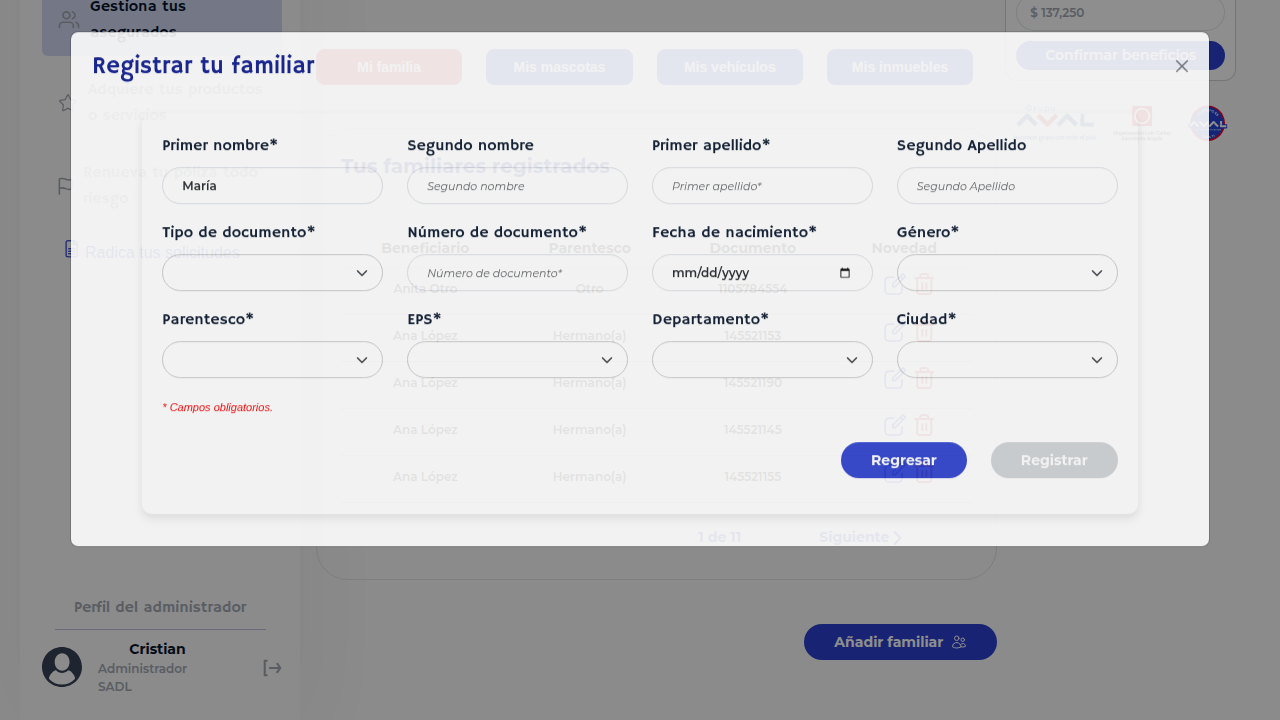 Gestiona tus
asegurados
$ 137,250
Registrar tu familiar
Mi familia
Mis mascotas
Mis vehículos
Mis inmuebles
Confirmar beneficios
Adquiere tus productos
o servicios
AVAL
AVAL
Primer nombre*
Segundo nombre
Primer apellido*
Segundo Apellido
Tus familiares registrados
Renueva tu póliza todo
riesgo
María
Segundo nombre
Primer apellido*
Segundo Apellido
Tipo de documento*
Número de documento*
Fecha de nacimiento*
Género*
Radica tus solicitudes
Beneficiario
Parentesco
Documento
Novedad
Número de documento*
mm/dd/yyyy
Anita Otro
Otro
1105784554
Parentesco*
EPS*
Departamento*
Ciudad*
Ana López
Hermano(a)
145521153
Ana López
Hermano(a)
145521190
* Campos obligatorios.
Ana López
Hermano(a)
145521145
Regresar
Registrar
Ana López
Hermano(a)
145521155
1 de 11
Siguiente
Perfil del administrador
Cristian
Administrador
SADL
Añadir familiar